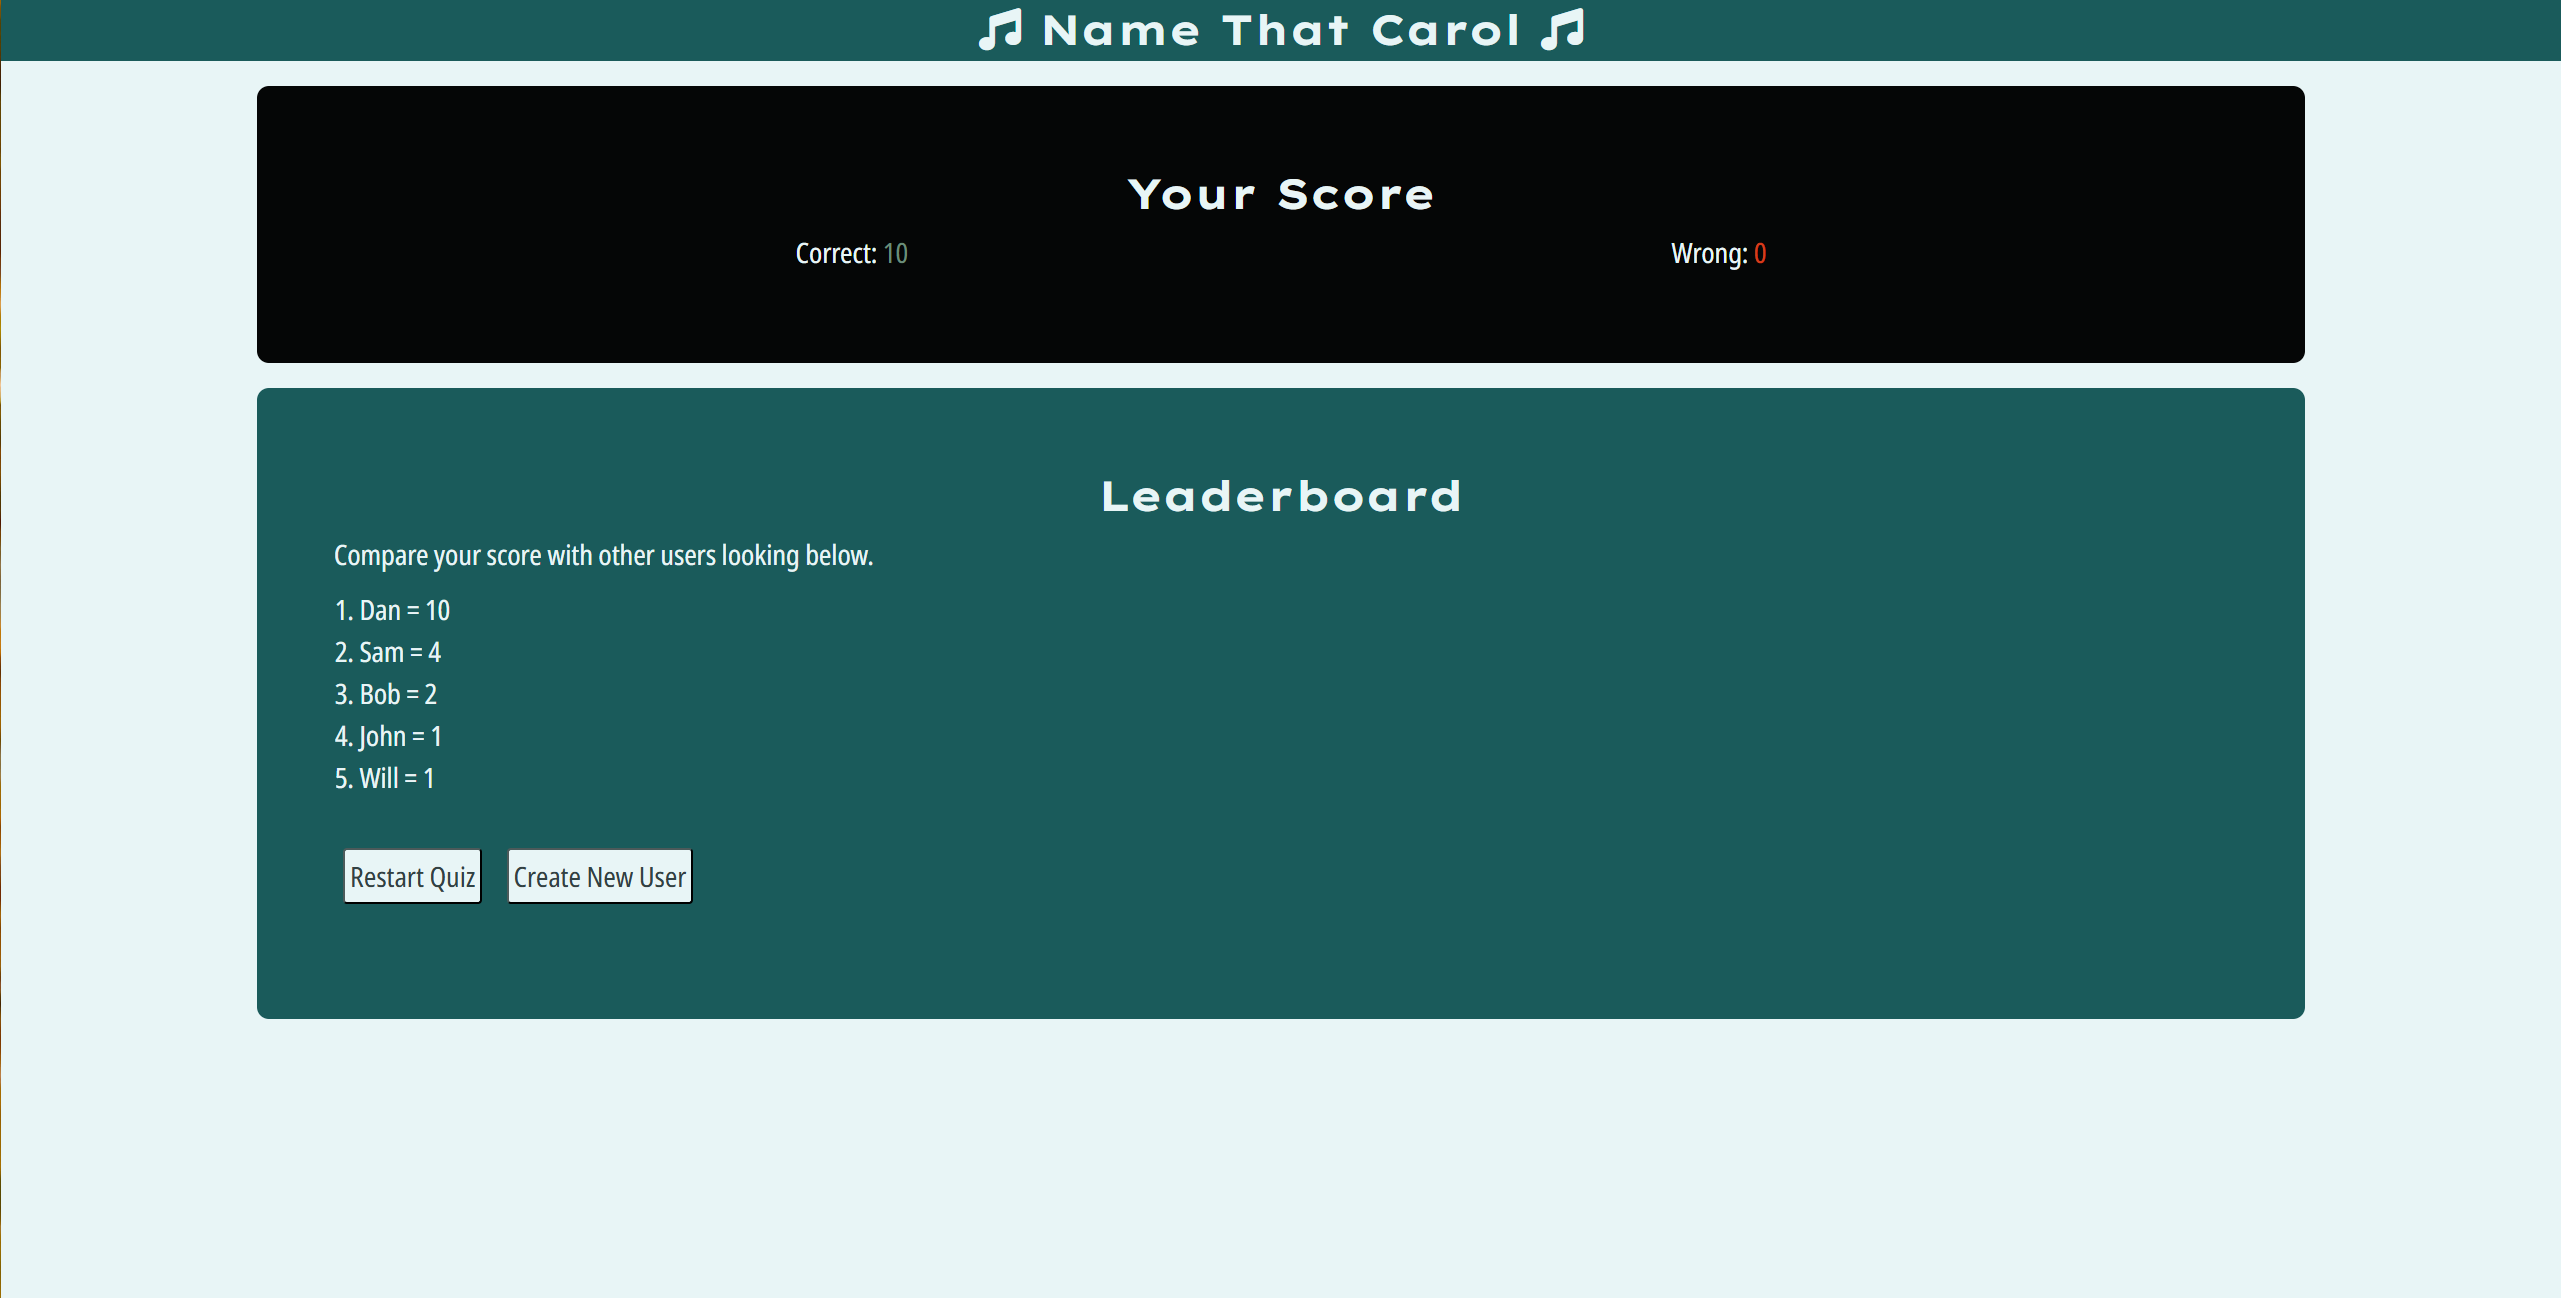 Name That Carol
Your Score
Correct: 10 Wrong: 0
Leaderboard
Compare your score with other users looking below.
1. Dan = 10
2. Sam = 4
3. Bob = 2
4. John = 1
5. Will = 1
Restart Quiz Create New User